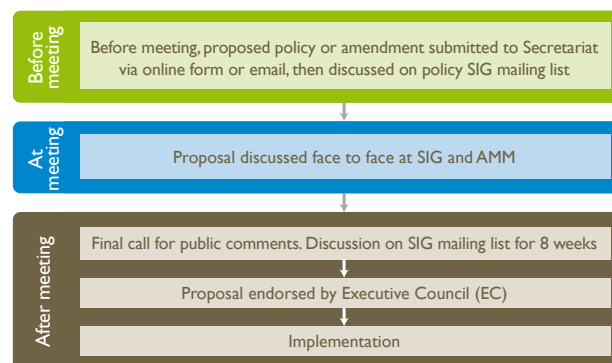 Before
meeting
Before meeting, proposed policy or amendment submitted to Secretariat
via online form or email, then discussed on policy SIG mailing list
At
meeting
Proposal discussed face to face at SIG and AMM
After meeting
Final call for public comments. Discussion on SIG mailing list for 8 weeks
Proposal endorsed by Executive Council (EC)
Implementation